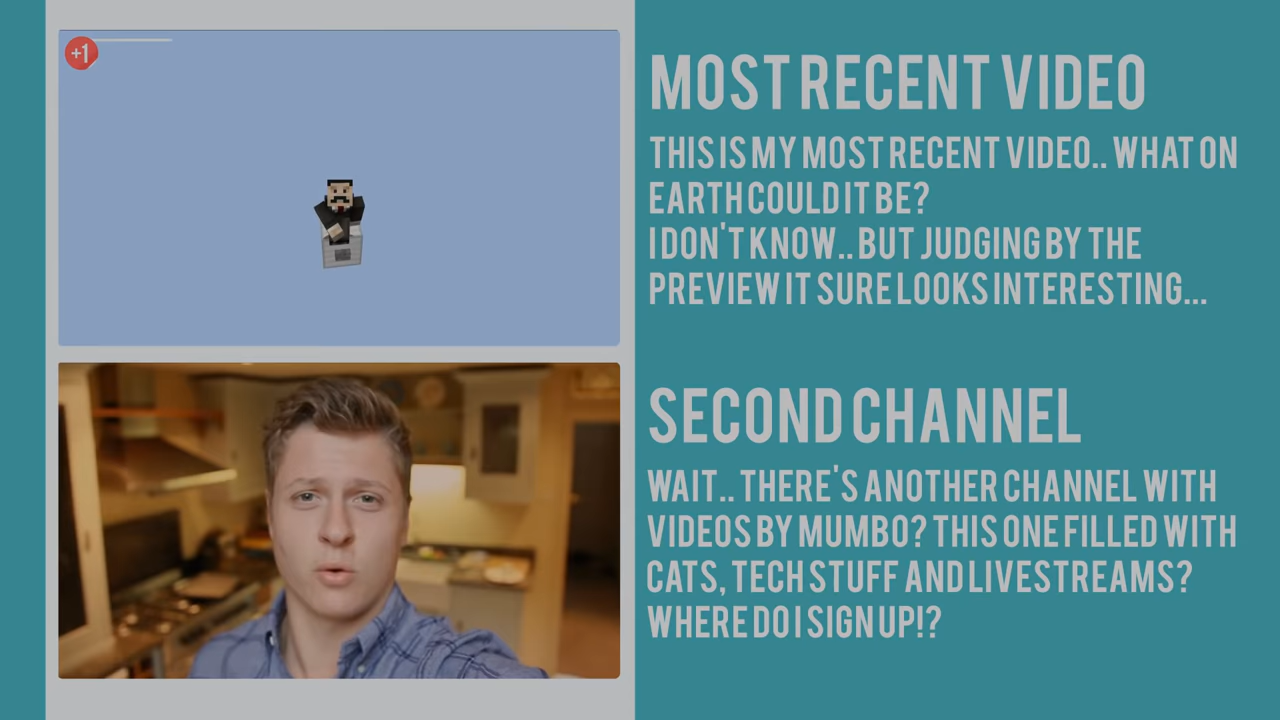 +1
MOST RECENT VIDEO
THIS IS MY MOST RECENT VIDEO.. WHAT ON
EARTH COULD IT BE?
I DON'T KNOW.. BUT JUDGING BY THE
PREVIEW IT SURE LOOKS INTERESTING...
SECOND CHANNEL
WAIT.. THERE'S ANOTHER CHANNEL WITH
VIDEOS BY MUMBO? THIS ONE FILLED WITH
CATS, TECH STUFF AND LIVESTREAMS?
WHERE DO I SIGN UP!?